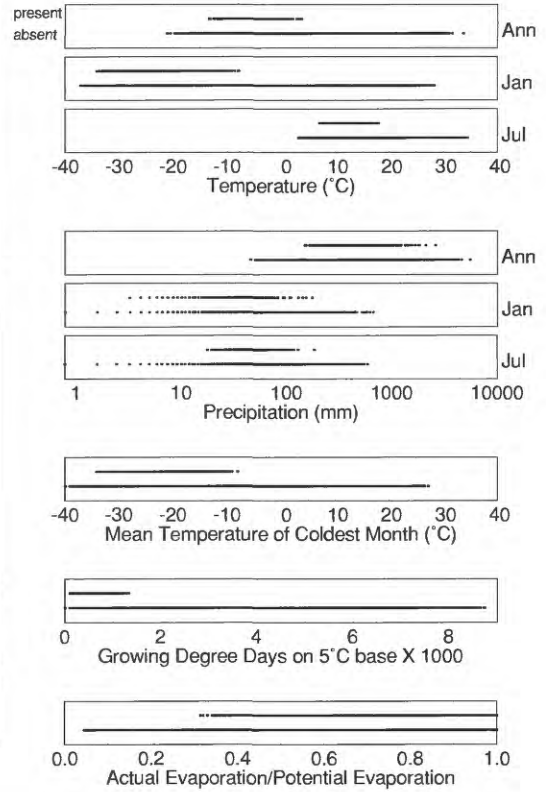 present
absent
Ann
Jan
Jul
-40 -30 -20 -10 0 10 20 30 40
Temperature (˚C)
Ann
Jan
Jul
1 10 100 1000 10000
Precipitation (mm)
-40 -30 -20 -10 0 10 20 30 40
Mean Temperature of Coldest Month (˚C)
0 2 4 6 8
Growing Degree Days on 5˚C base X 1000
0.0 0.2 0.4 0.6 0.8 1.0
Actual Evaporation/Potential Evaporation